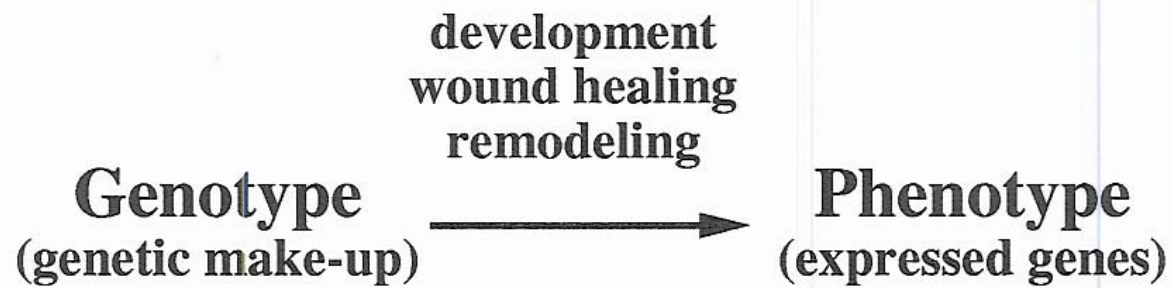 development
wound healing
remodeling
Genotype
(genetic make-up)
Phenotype
(expressed genes)